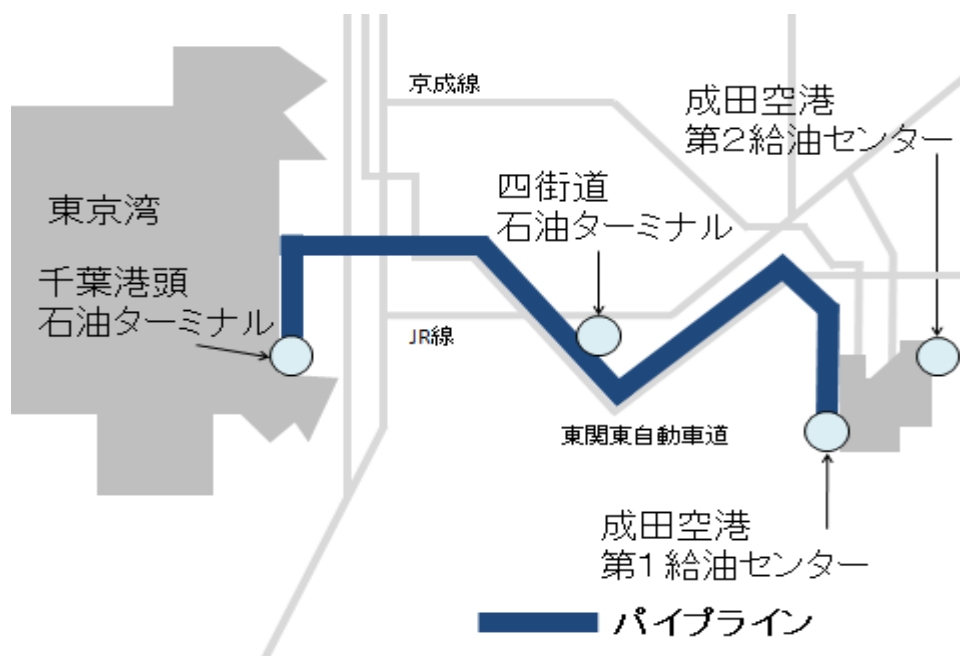 京成線
成田空港
第2給油センター
四街道
石油ターミナル
東京湾
千葉港頭
石油ターミナル
JR線
東関東自動車道
成田空港
第1給油センター
パイプライン